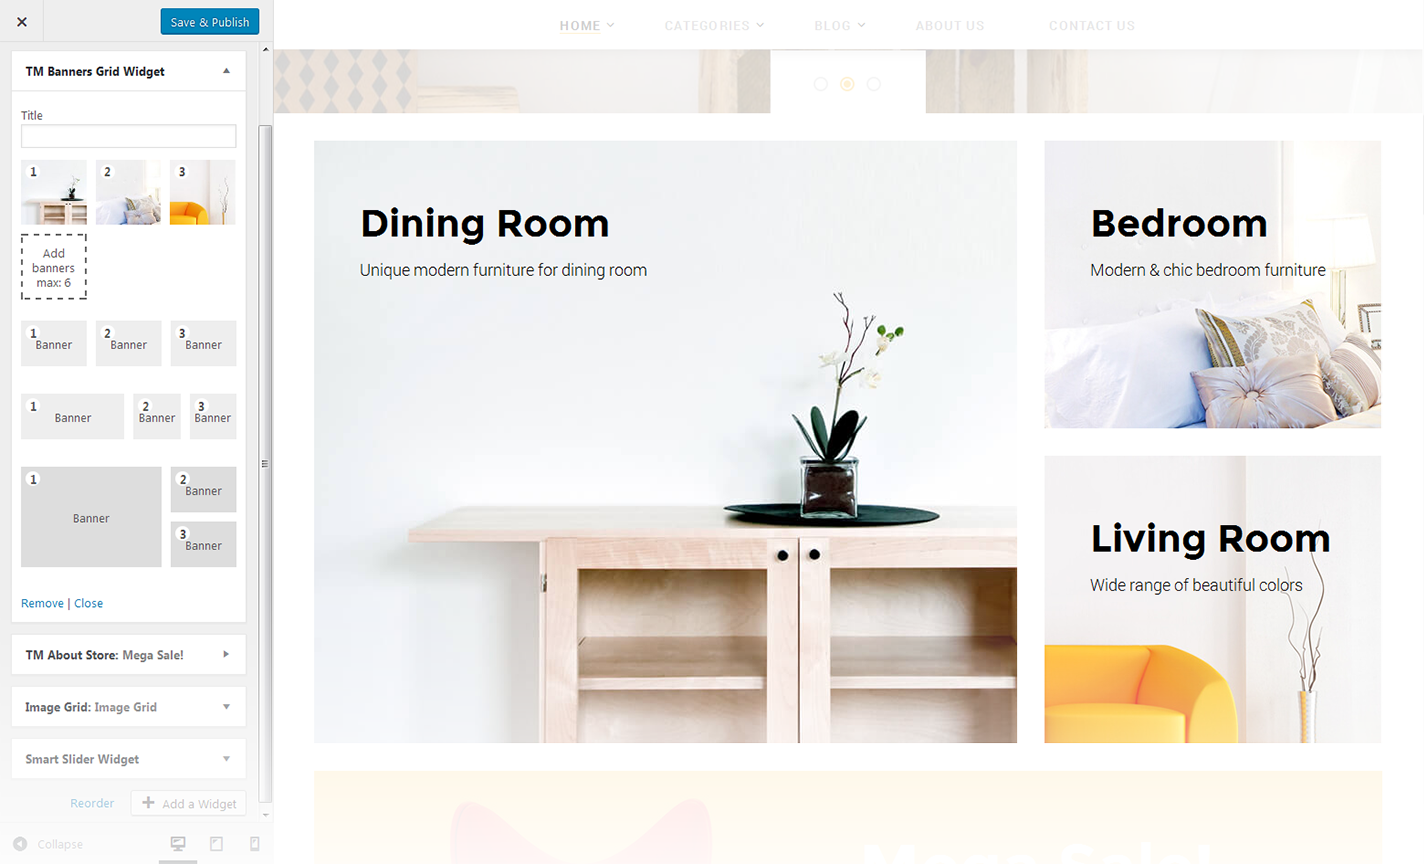 Save & Publish
HOME
CATEGORIES
BLOG
ABOUT US
CONTACT US
TM Banners Grid Widget
Title
1
2
3
Add
banners
max: 6
1
Banner
2
Banner
3
Banner
1
Banner
2
Banner
3
Banner
1
Banner
2
Banner
3
Banner
Remove | Close
TM About Store: Mega Sale!
Image Grid: Image Grid
Smart Slider Widget
Reorder
Add a Widget
Collapse
Dining Room
Unique modern furniture for dining room
Bedroom
Modern & chic bedroom furniture
Living Room
Wide range of beautiful colors
Mega Sale!